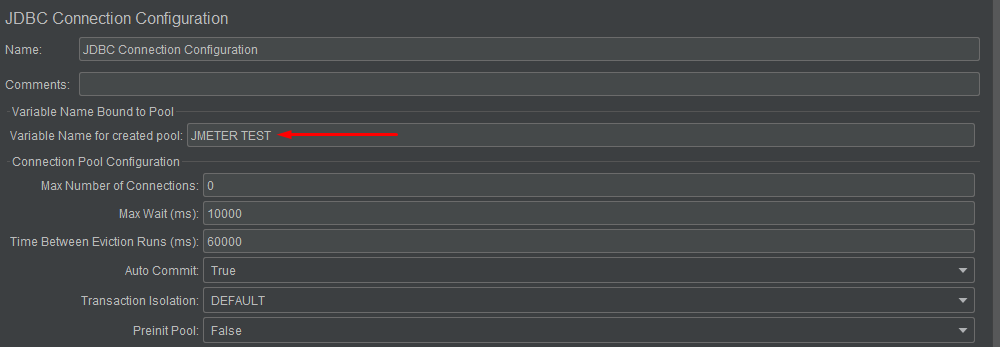 JDBC Connection Configuration
Name: JDBC Connection Configuration
Comments:
Variable Name Bound to Pool
Variable Name for created pool: JMETER TEST
Connection Pool Configuration
Max Number of Connections: 0
Max Wait (ms): 10000
Time Between Eviction Runs (ms): 60000
Auto Commit: True
Transaction Isolation: DEFAULT
Preinit Pool: False